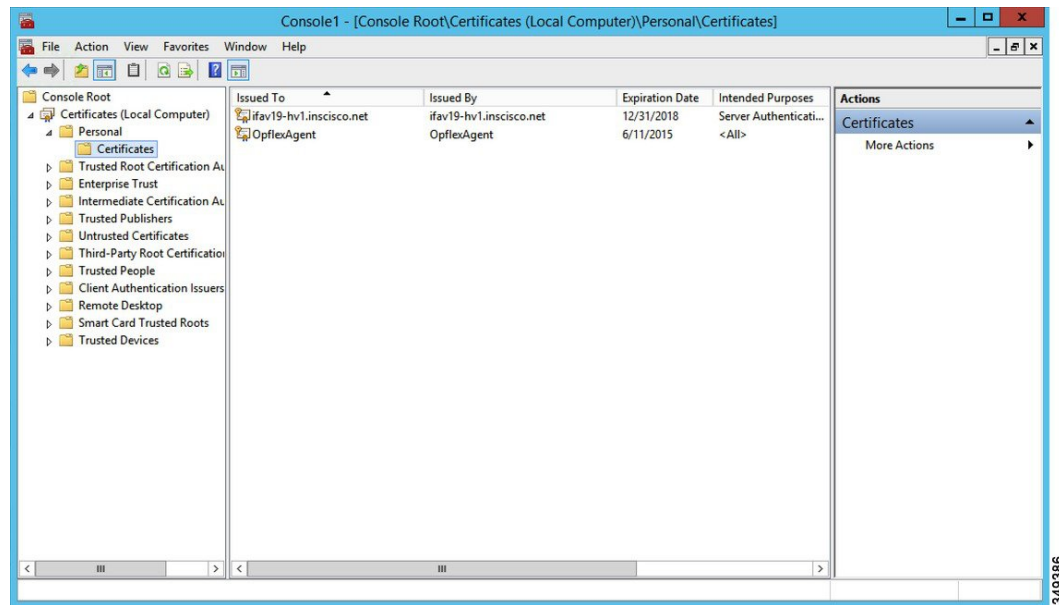 Console1 - [Console Root\Certificates (Local Computer)\Personal\Certificates]
File Action View Favorites Window Help
Console Root
Certificates (Local Computer)
Personal
Certificates
Trusted Root Certification Au
Enterprise Trust
Intermediate Certification Au
Trusted Publishers
Untrusted Certificates
Third-Party Root Certification
Trusted People
Client Authentication Issuers
Remote Desktop
Smart Card Trusted Roots
Trusted Devices
Issued To Issued By Expiration Date Intended Purposes
ifav19-hv1.inscisco.net ifav19-hv1.inscisco.net 12/31/2018 Server Authenticati...
OpflexAgent OpflexAgent 6/11/2015 <All>
Actions
Certificates
More Actions
349386